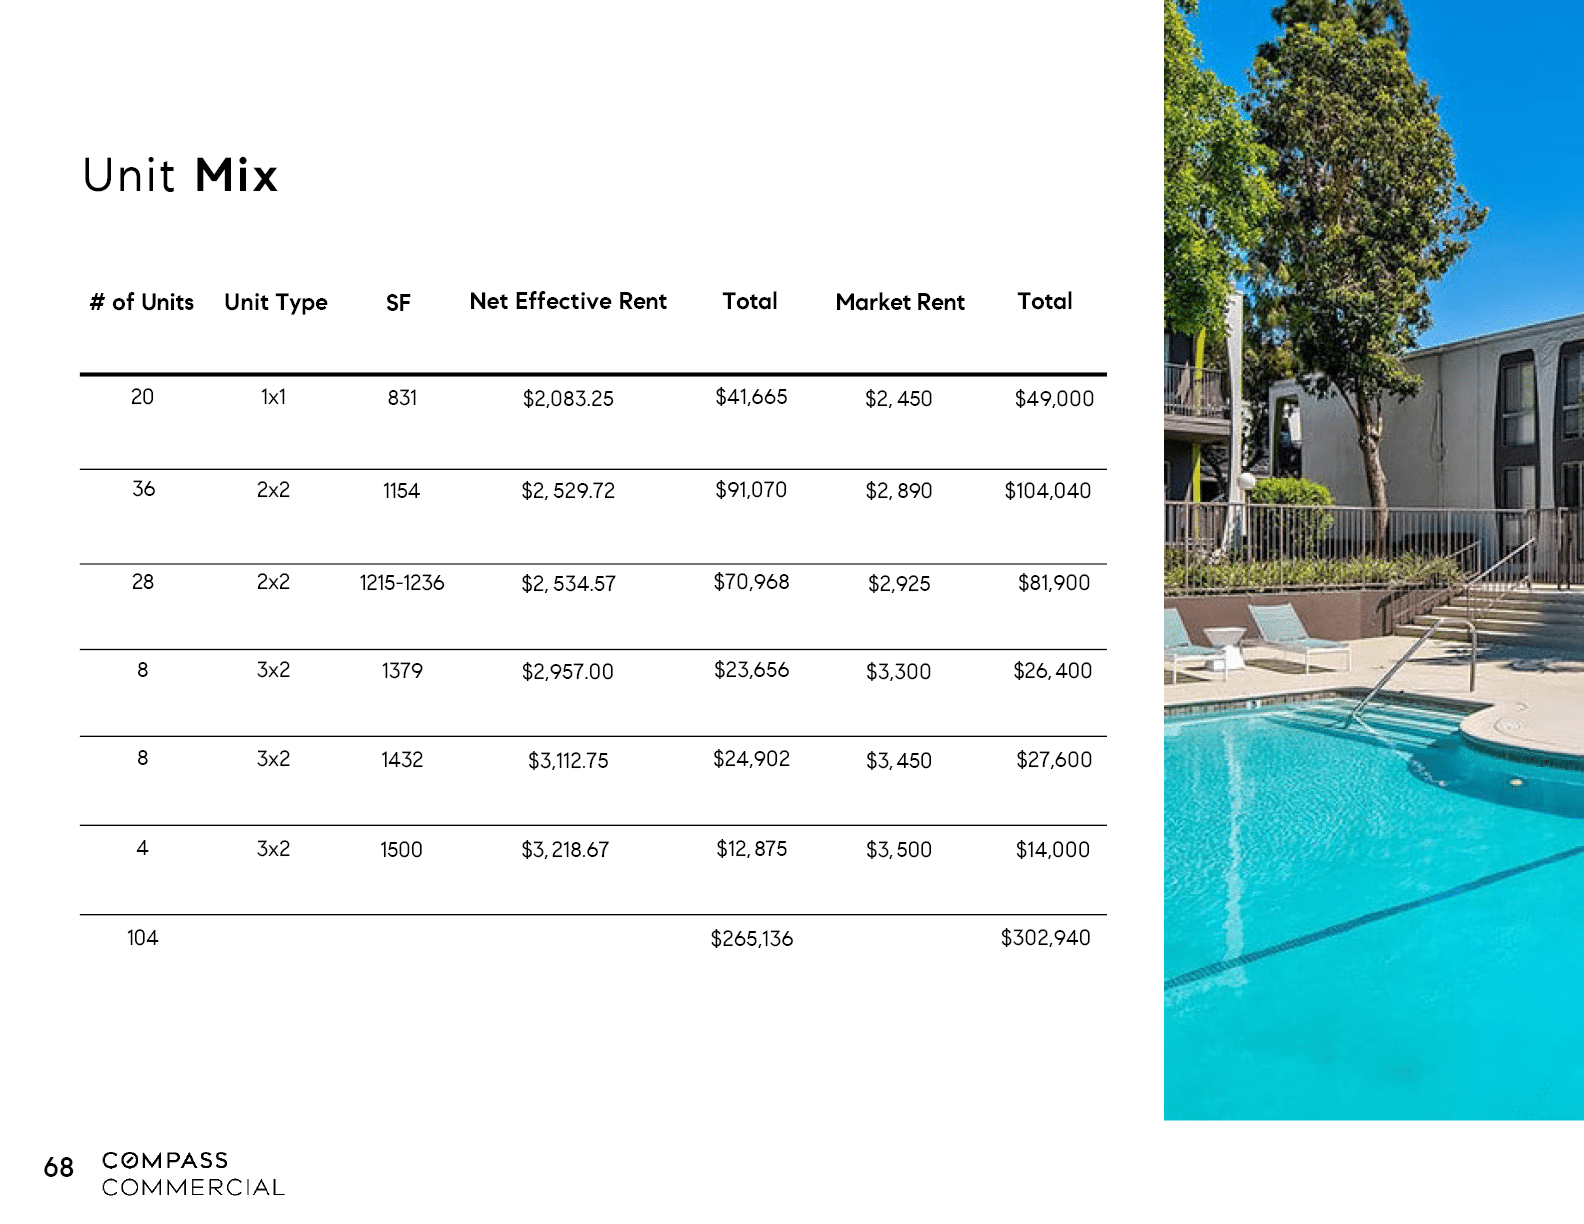 Unit Mix
# of Units Unit Type SF Net Effective Rent Total Market Rent Total
20 1x1 831 $2,083.25 $41,665 $2, 450 $49,000
36 2x2 1154 $2, 529.72 $91,070 $2, 890 $104,040
28 2x2 1215-1236 $2, 534.57 $70,968 $2,925 $81,900
8 3x2 1379 $2,957.00 $23,656 $3,300 $26, 400
8 3x2 1432 $3,112.75 $24,902 $3, 450 $27,600
4 3x2 1500 $3, 218.67 $12, 875 $3, 500 $14,000
104 $265,136 $302,940
68 COMPASS
COMMERCIAL